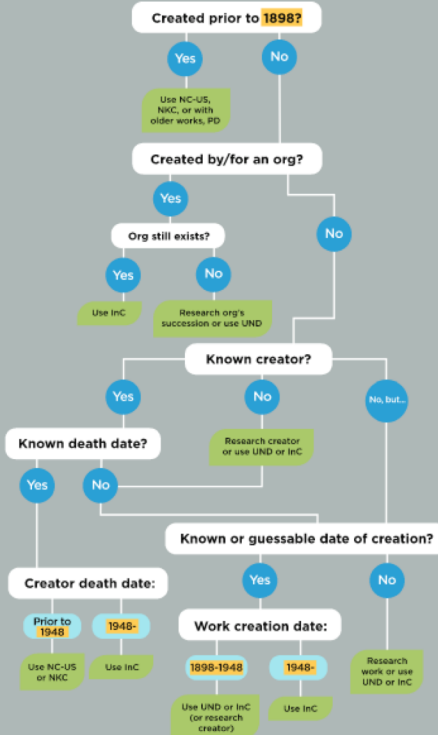 Created prior to 1898?
Yes
No
Use NC-US,
NKC, or with
older works, PD
Created by/for an org?
Yes
No
Org still exists?
Yes
No
Use InC
Research org's
succession or use UND
Known creator?
Yes
No
No, but...
Research creator
or use UND or InC
Known death date?
Yes
No
Known or guessable date of creation?
Yes
No
Creator death date:
Prior to
1948
1948-
Use NC-US
or NKC
Use InC
Work creation date:
1898-1948
1948-
Use UND or InC
(or research
creator)
Use InC
Research
work or use
UND or InC